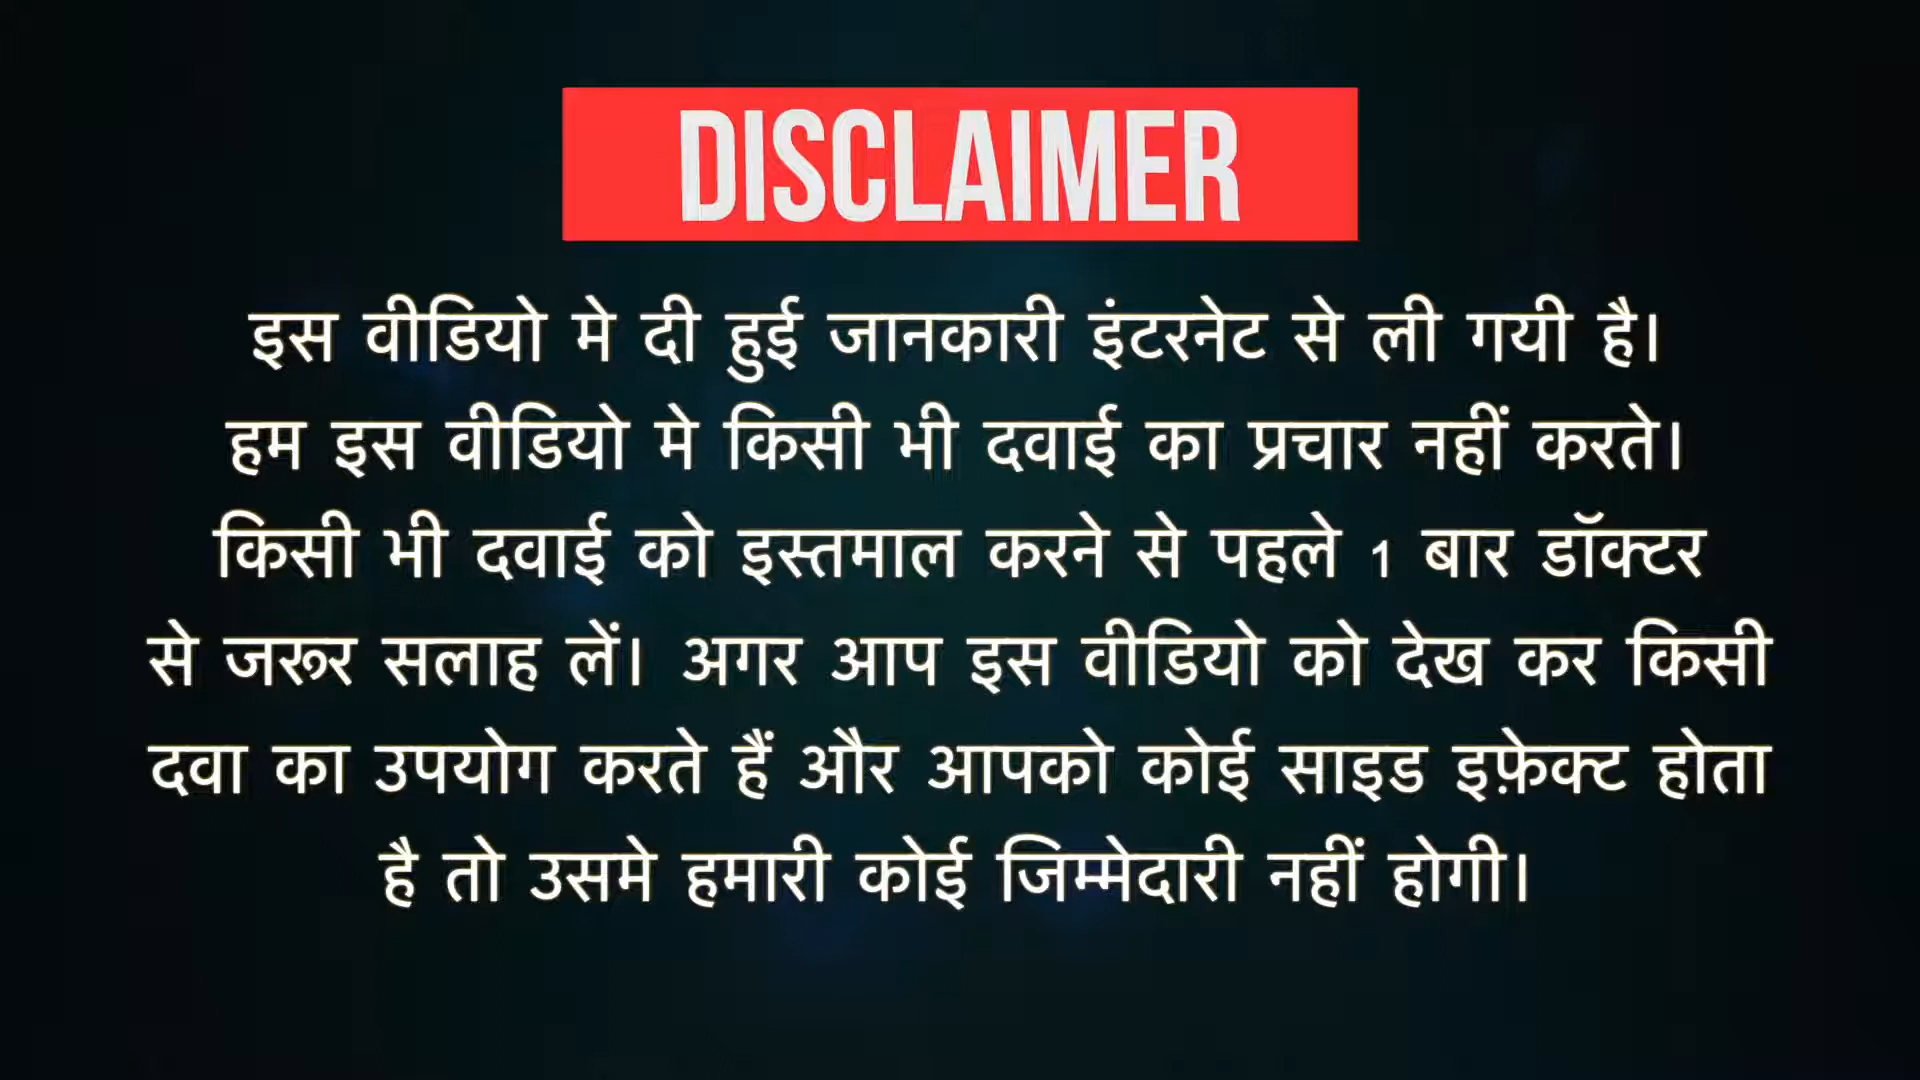 DISCLAIMER
इस वीडियो मे दी हुई जानकारी इंटरनेट से ली गयी है।
हम इस वीडियो मे किसी भी दवाई का प्रचार नहीं करते।
किसी भी दवाई को इस्तमाल करने से पहले 1 बार डॉक्टर
से जरूर सलाह लें। अगर आप इस वीडियो को देख कर किसी
दवा का उपयोग करते हैं और आपको कोई साइड इफ़ेक्ट होता
है तो उसमे हमारी कोई जिम्मेदारी नहीं होगी।